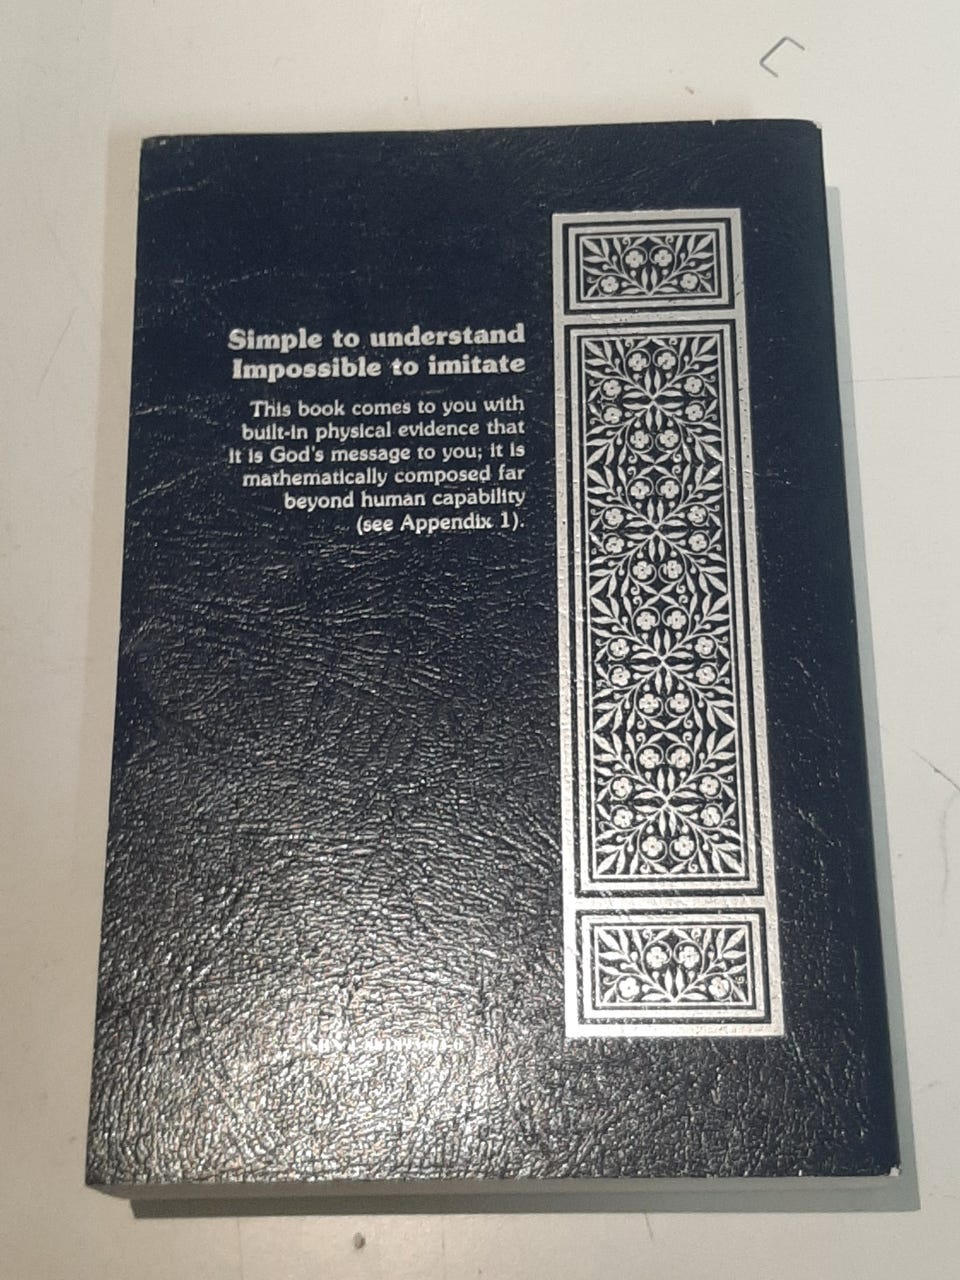 Simple to understand
Impossible to imitate
This book comes to you with
built-in physical evidence that
it is God's message to you; it is
mathematically composed far
beyond human capability
(see Appendix 1).
ISBN